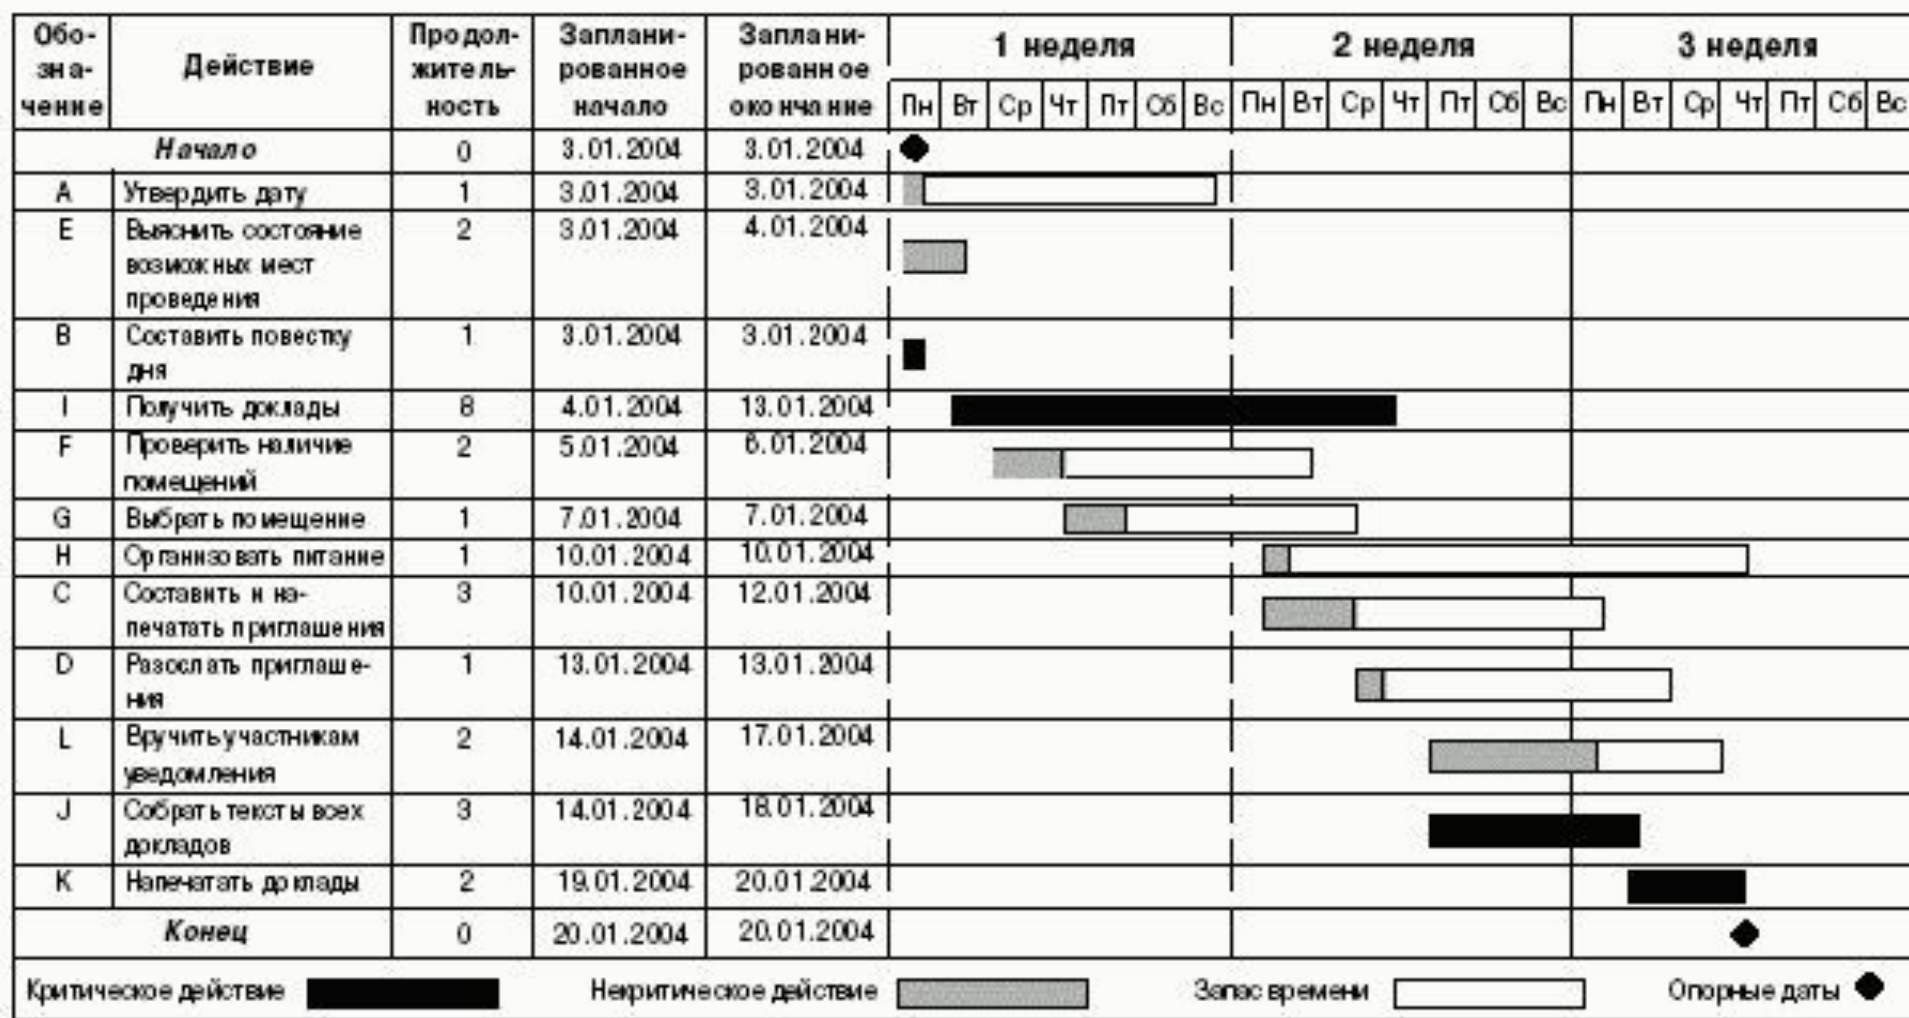 Обо-
зна-
чение
Действие
Продол-
житель-
ность
Заплани-
рованное
начало
Заплани-
рованное
окончание
1 неделя
2 неделя
3 неделя
Пн Вт Ср Чт Пт Сб Вс Пн Вт Ср Чт Пт Сб Вс Пн Вт Ср Чт Пт Сб Вс
Начало 0 3.01.2004 3.01.2004
A Утвердить дату 1 3.01.2004 3.01.2004
E Выяснить состояние 2 3.01.2004 4.01.2004
возможных мест
проведения
B Составить повестку 1 3.01.2004 3.01.2004
дня
I Получить доклады 8 4.01.2004 13.01.2004
F Проверить наличие 2 5.01.2004 6.01.2004
помещений
G Выбрать помещение 1 7.01.2004 7.01.2004
H Организовать питание 1 10.01.2004 10.01.2004
C Составить и на- 3 10.01.2004 12.01.2004
печатать приглашения
D Разослать приглаше- 1 13.01.2004 13.01.2004
ния
L Вручить участникам 2 14.01.2004 17.01.2004
уведомления
J Собрать тексты всех 3 14.01.2004 18.01.2004
докладов
K Напечатать доклады 2 19.01.2004 20.01.2004
Конец 0 20.01.2004 20.01.2004
Критическое действие Некритическое действие Запас времени Опорные даты